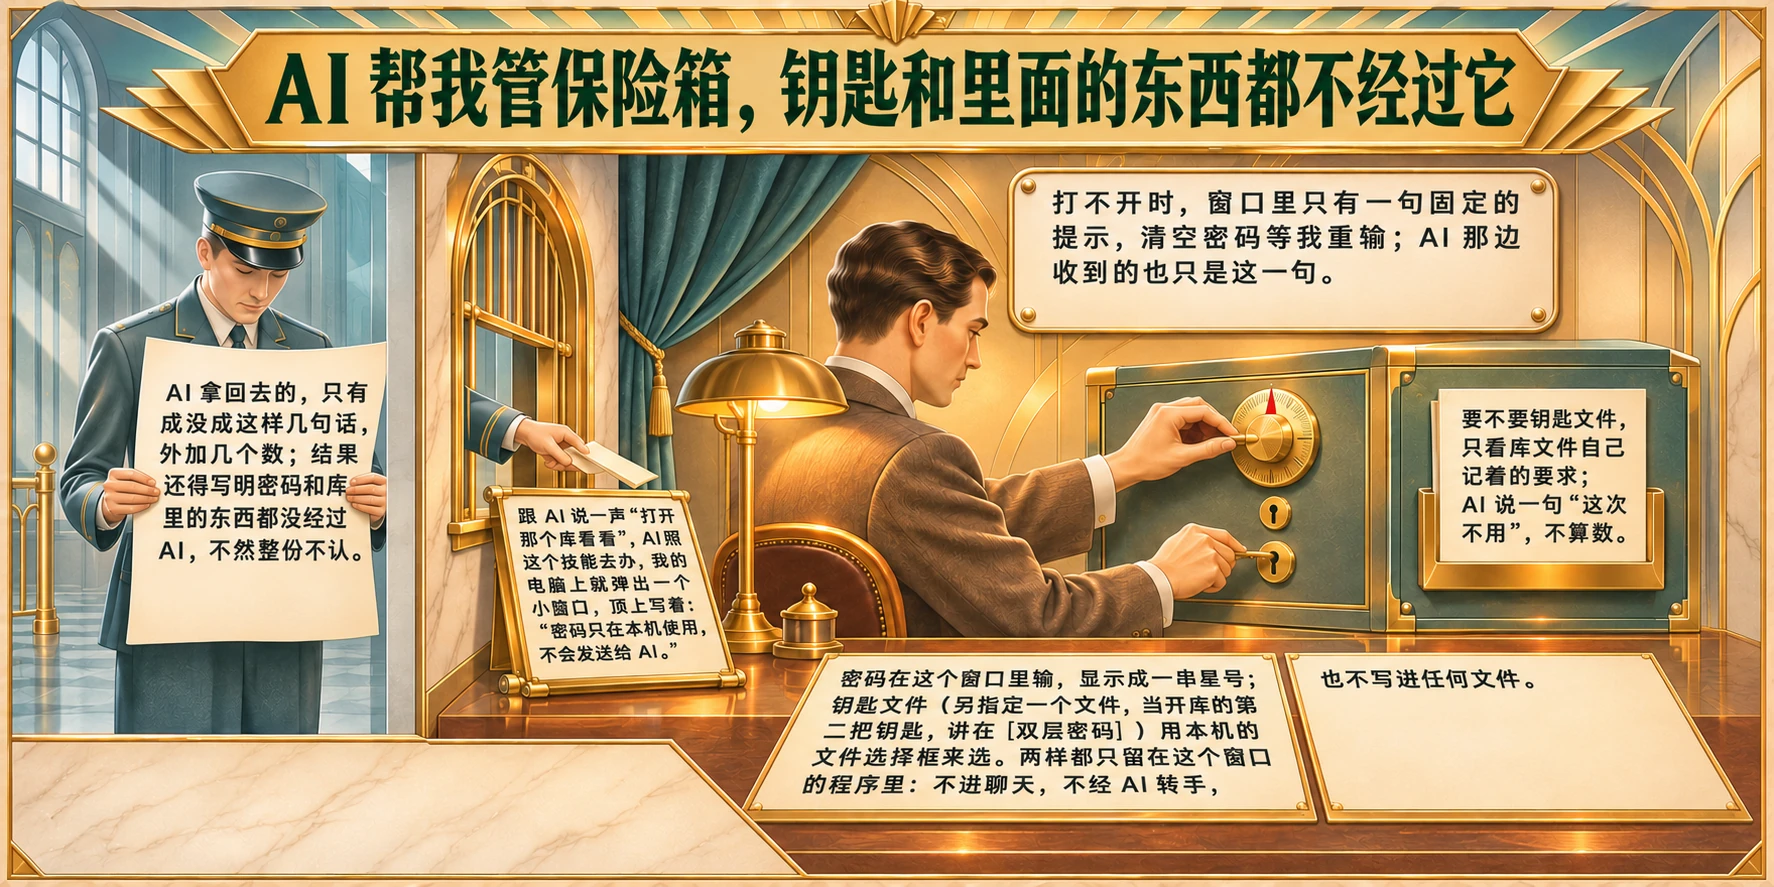 AI 帮我管保险箱，钥匙和里面的东西都不经过它
打不开时，窗口里只有一句固定的
提示，清空密码等我重输；AI 那边
收到的也只是这一句。
AI 拿回去的，只有
成没成这样几句话，
外加几个数；结果
还得写明密码和库
里的东西都没经过
AI，不然整份不认。
跟 AI 说一声“打开
那个库看看”，AI照
这个技能去办，我的
电脑上就弹出一个
小窗口，顶上写着：
“密码只在本机使用，
不会发送给 AI。”
要不要钥匙文件，
只看库文件自己
记着的要求；
AI 说一句“这次
不用”，不算数。
密码在这个窗口里输，显示成一串星号；
钥匙文件（另指定一个文件，当开库的第
二把钥匙，讲在［双层密码］）用本机的
文件选择框来选。两样都只留在这个窗口
的程序里：不进聊天，不经 AI 转手，
也不写进任何文件。